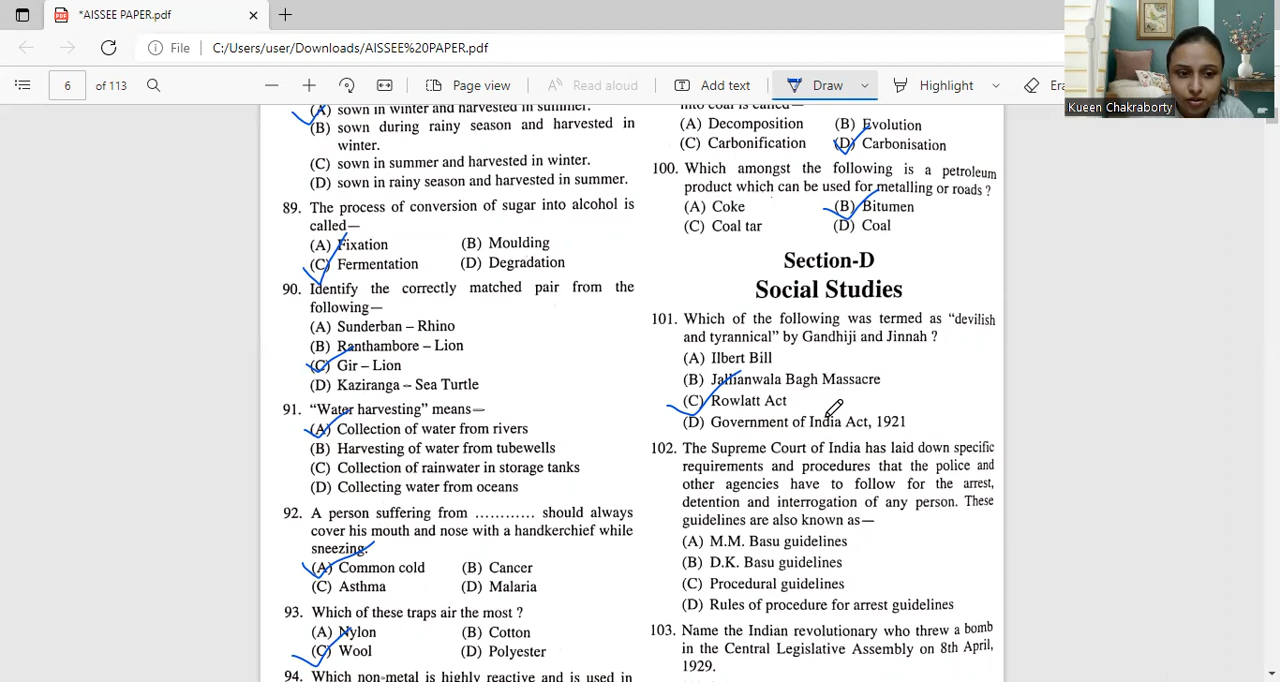 *AISSEE PAPER.pdf
File
C:/Users/user/Downloads/AISSEE%20PAPER.pdf
6 of 113
Page view
Read aloud
Add text
Draw
Highlight
Kueen Chakraborty
(A) sown in winter and harvested in summer.
(B) sown during rainy season and harvested in
winter.
(C) sown in summer and harvested in winter.
(D) sown in rainy season and harvested in summer.
89. The process of conversion of sugar into alcohol is
called—
(A) Fixation (B) Moulding
(C) Fermentation (D) Degradation
90. Identify the correctly matched pair from the
following—
(A) Sunderban – Rhino
(B) Ranthambore – Lion
(C) Gir – Lion
(D) Kaziranga – Sea Turtle
91. “Water harvesting” means—
(A) Collection of water from rivers
(B) Harvesting of water from tubewells
(C) Collection of rainwater in storage tanks
(D) Collecting water from oceans
92. A person suffering from ............ should always
cover his mouth and nose with a handkerchief while
sneezing.
(A) Common cold (B) Cancer
(C) Asthma (D) Malaria
93. Which of these traps air the most ?
(A) Nylon (B) Cotton
(C) Wool (D) Polyester
94. Which non-metal is highly reactive and is used in
into coal is called—
(A) Decomposition (B) Evolution
(C) Carbonification (D) Carbonisation
100. Which amongst the following is a petroleum
product which can be used for metalling or roads ?
(A) Coke (B) Bitumen
(C) Coal tar (D) Coal
Section-D
Social Studies
101. Which of the following was termed as “devilish
and tyrannical” by Gandhiji and Jinnah ?
(A) Ilbert Bill
(B) Jallianwala Bagh Massacre
(C) Rowlatt Act
(D) Government of India Act, 1921
102. The Supreme Court of India has laid down specific
requirements and procedures that the police and
other agencies have to follow for the arrest,
detention and interrogation of any person. These
guidelines are also known as—
(A) M.M. Basu guidelines
(B) D.K. Basu guidelines
(C) Procedural guidelines
(D) Rules of procedure for arrest guidelines
103. Name the Indian revolutionary who threw a bomb
in the Central Legislative Assembly on 8th April,
1929.